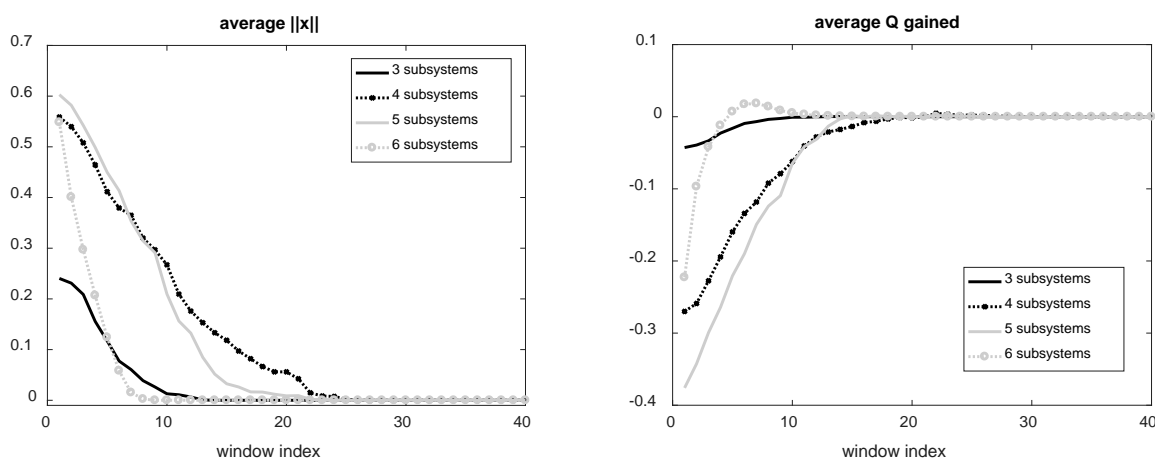 average ||x||
0.7
0.6
0.5
0.4
0.3
0.2
0.1
0
0 10 20 30 40
window index
3 subsystems
4 subsystems
5 subsystems
6 subsystems
average Q gained
0.1
0
-0.1
-0.2
-0.3
-0.4
0 10 20 30 40
window index
3 subsystems
4 subsystems
5 subsystems
6 subsystems